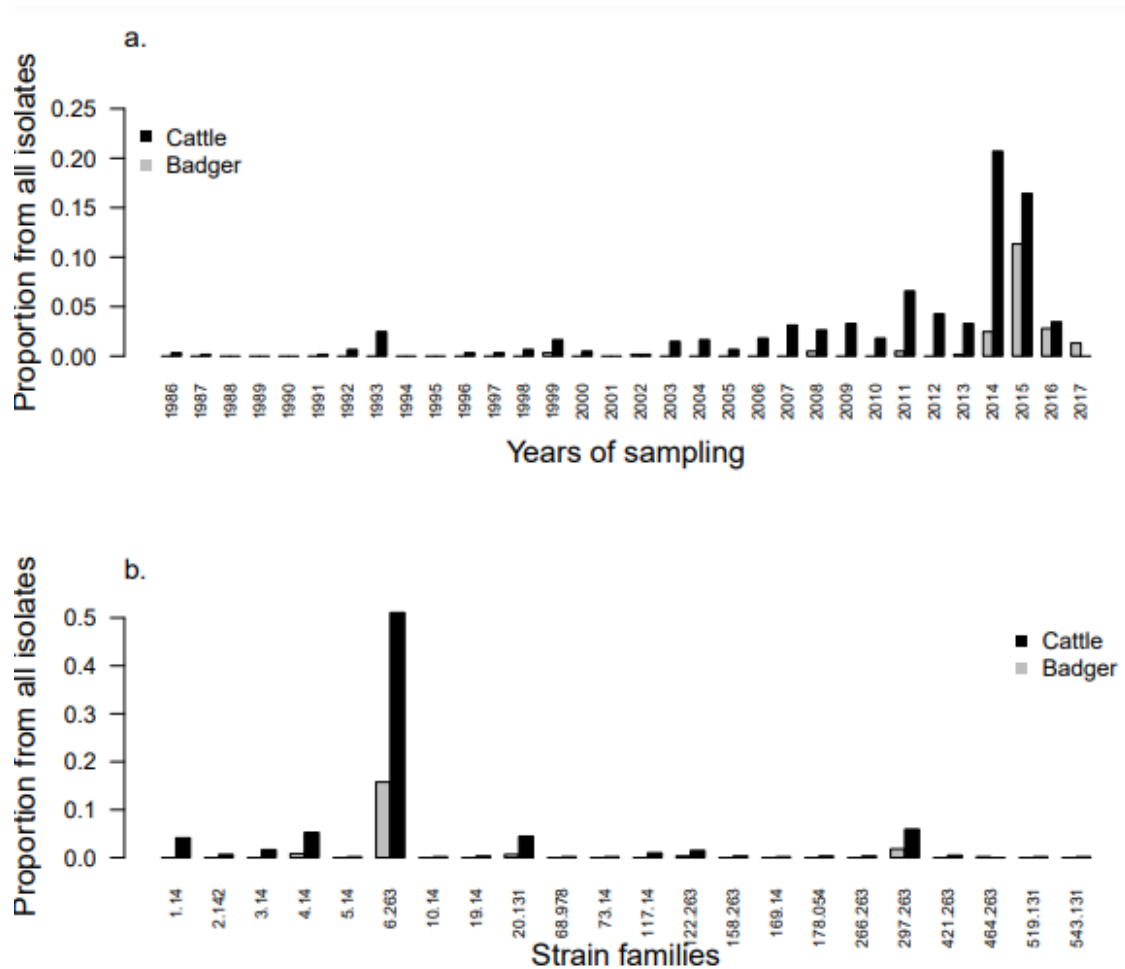 a.
Proportion from all isolates
0.25
0.20
0.15
0.10
0.05
0.00
Cattle
Badger
1986 1987 1988 1989 1990 1991 1992 1993 1994 1995 1996 1997 1998 1999 2000 2001 2002 2003 2004 2005 2006 2007 2008 2009 2010 2011 2012 2013 2014 2015 2016 2017
Years of sampling
b.
Proportion from all isolates
0.5
0.4
0.3
0.2
0.1
0.0
Cattle
Badger
1.14 2.142 3.14 4.14 5.14 6.263 10.14 19.14 20.131 68.978 73.14 117.14 122.263 158.263 169.14 178.054 266.263 297.263 421.263 464.263 519.131 543.131
Strain families